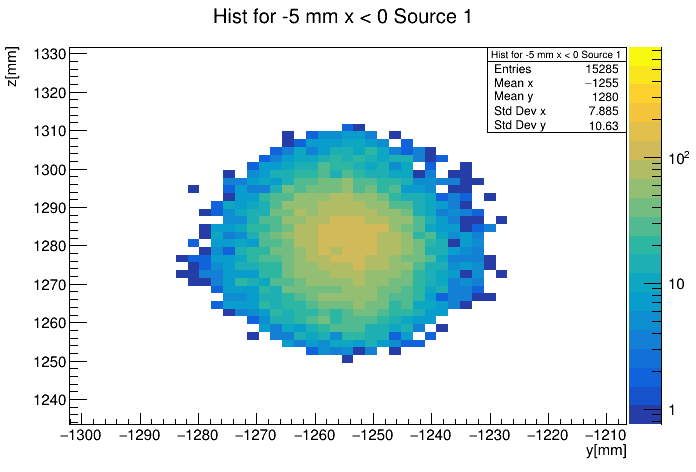 Hist for -5 mm x < 0 Source 1
z[mm]
Hist for -5 mm x < 0 Source 1
Entries 15285
Mean x −1255
Mean y 1280
Std Dev x 7.885
Std Dev y 10.63
1330
1320
1310
1300
1290
1280
1270
1260
1250
1240
10²
10
1
−1300 −1290 −1280 −1270 −1260 −1250 −1240 −1230 −1220 −1210
y[mm]